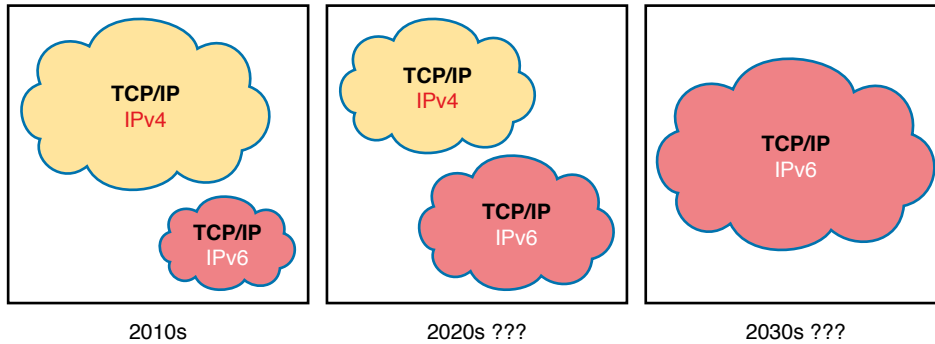 TCP/IP
IPv4
TCP/IP
IPv6
2010s
TCP/IP
IPv4
TCP/IP
IPv6
2020s ???
TCP/IP
IPv6
2030s ???